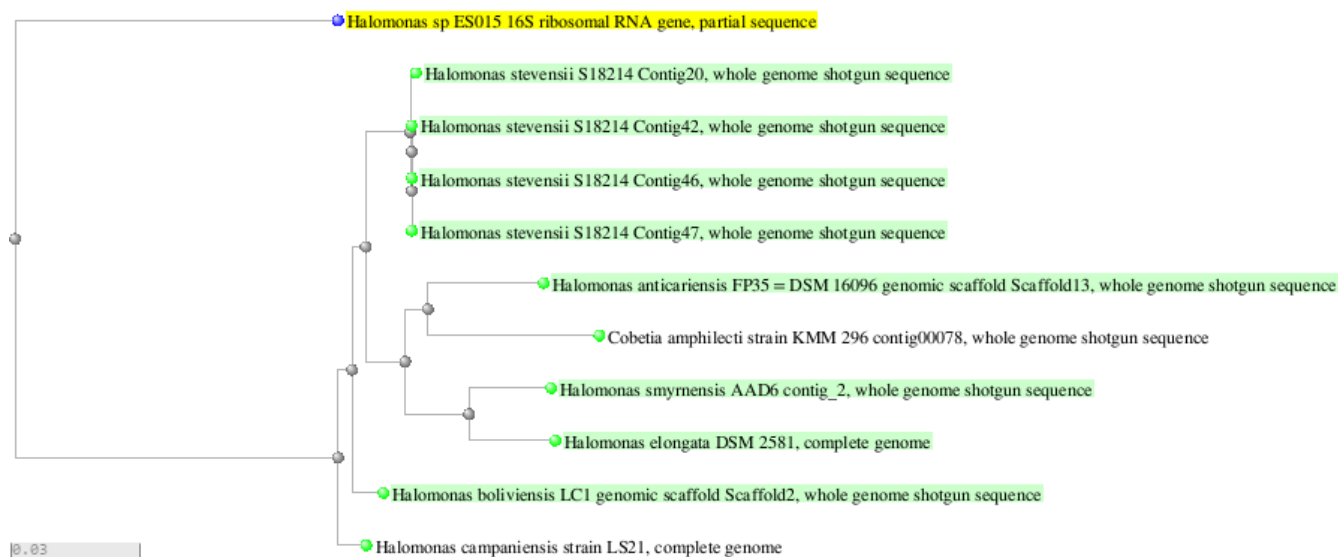 Halomonas sp ES015 16S ribosomal RNA gene, partial sequence
Halomonas stevensii S18214 Contig20, whole genome shotgun sequence
Halomonas stevensii S18214 Contig42, whole genome shotgun sequence
Halomonas stevensii S18214 Contig46, whole genome shotgun sequence
Halomonas stevensii S18214 Contig47, whole genome shotgun sequence
Halomonas anticariensis FP35 = DSM 16096 genomic scaffold Scaffold13, whole genome shotgun sequence
Cobetia amphilecti strain KMM 296 contig00078, whole genome shotgun sequence
Halomonas smyrnensis AAD6 contig_2, whole genome shotgun sequence
Halomonas elongata DSM 2581, complete genome
Halomonas boliviensis LC1 genomic scaffold Scaffold2, whole genome shotgun sequence
Halomonas campaniensis strain LS21, complete genome
0.03